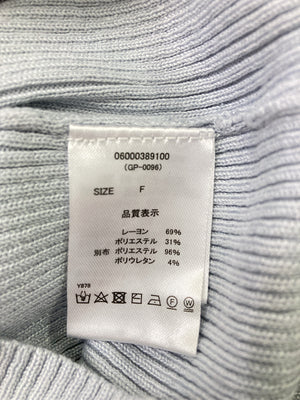 06000389100
(GP-0096)
SIZE F
品質表示
レーヨン 69%
ポリエステル 31%
別布 ポリエステル 96%
ポリウレタン 4%
Y878
F W